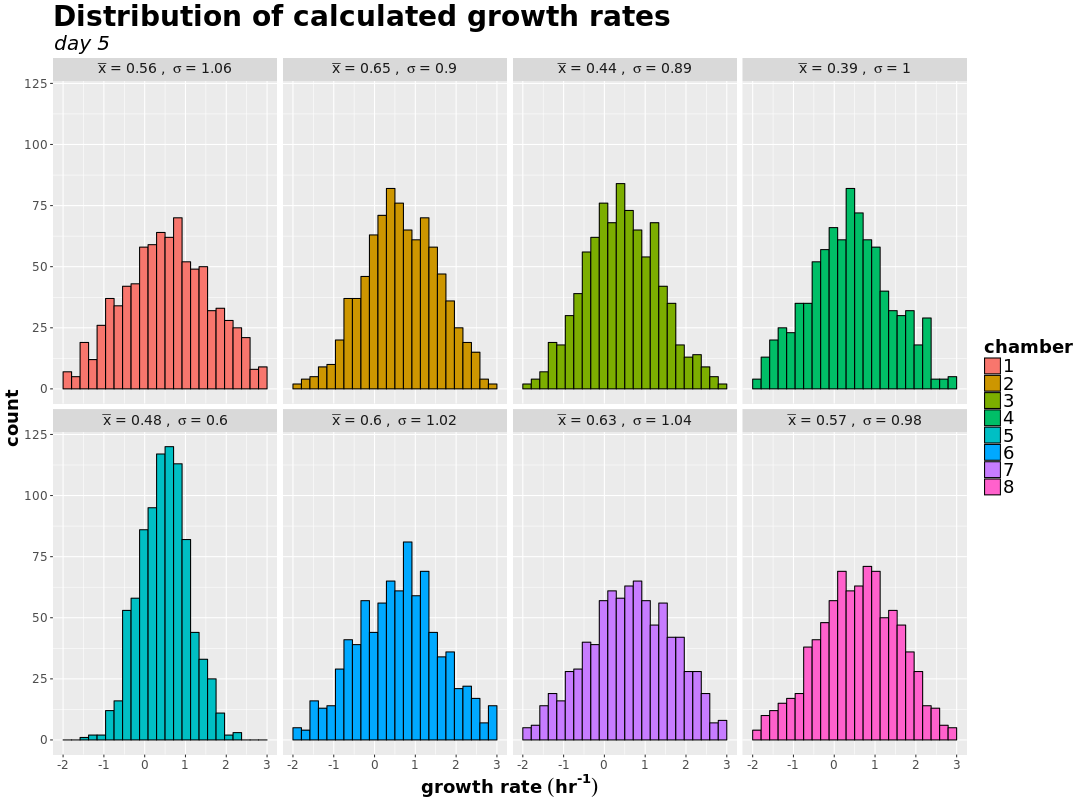 Distribution of calculated growth rates
day 5
x̅ = 0.56 , σ = 1.06
x̅ = 0.65 , σ = 0.9
x̅ = 0.44 , σ = 0.89
x̅ = 0.39 , σ = 1
125
100
75
50
25
0
x̅ = 0.48 , σ = 0.6
x̅ = 0.6 , σ = 1.02
x̅ = 0.63 , σ = 1.04
x̅ = 0.57 , σ = 0.98
125
100
75
50
25
0
count
-2 -1 0 1 2 3
-2 -1 0 1 2 3
-2 -1 0 1 2 3
-2 -1 0 1 2 3
growth rate (hr⁻¹)
chamber
1
2
3
4
5
6
7
8